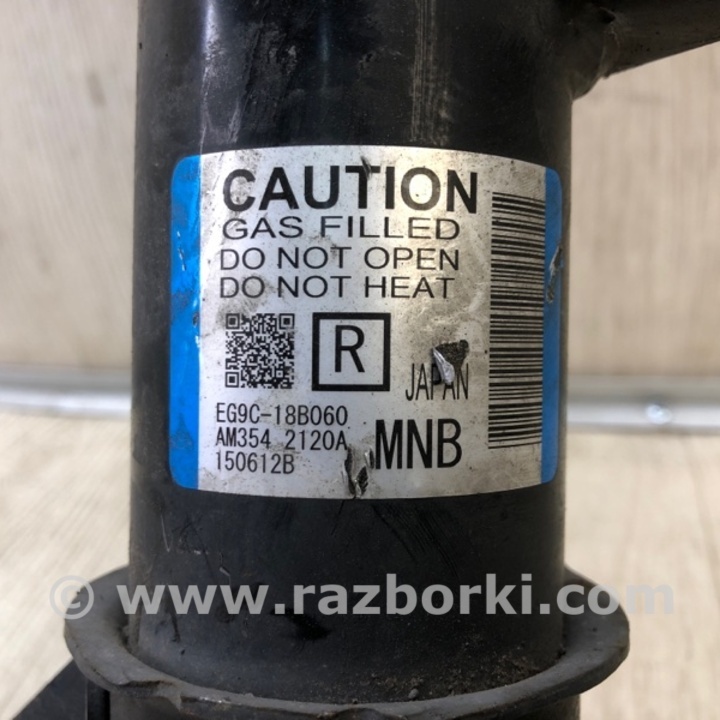 CAUTION
GAS FILLED
DO NOT OPEN
DO NOT HEAT
R
JAPAN
EG9C-18B060
AM354 2120A
MNB
150612B
© www.razborki.com